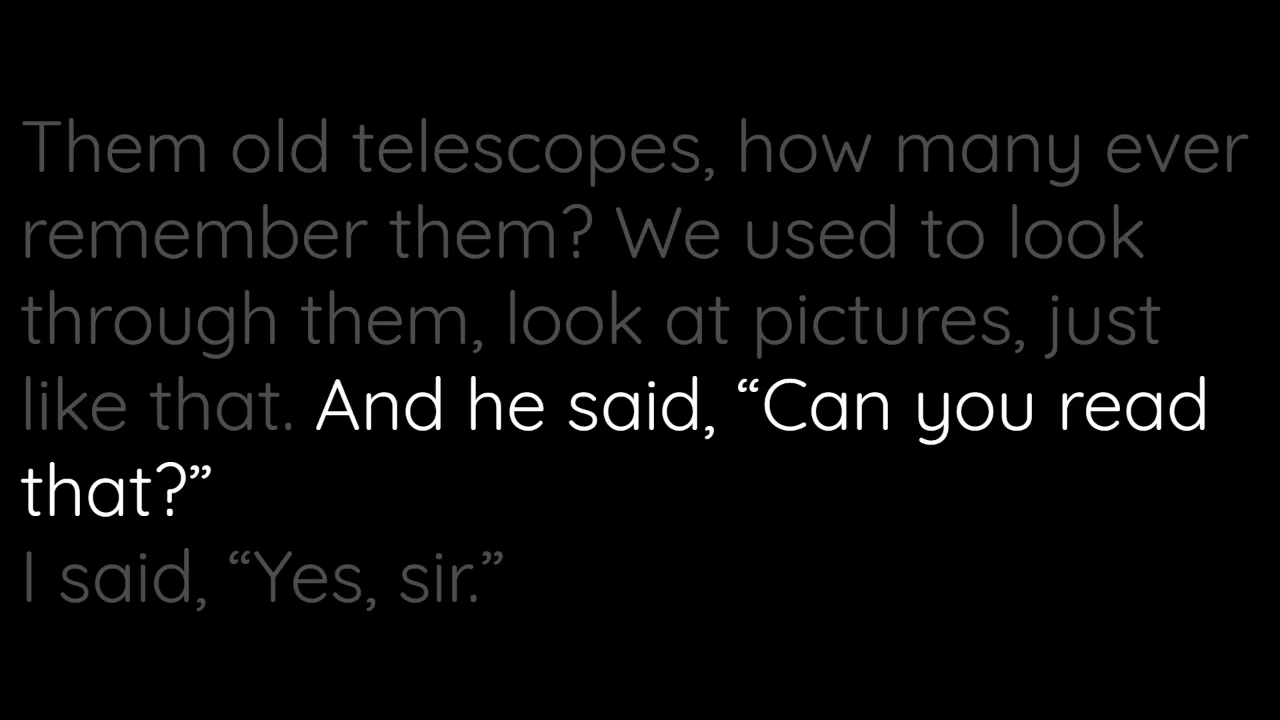 Them old telescopes, how many ever
remember them? We used to look
through them, look at pictures, just
like that. And he said, “Can you read
that?”
I said, “Yes, sir.”